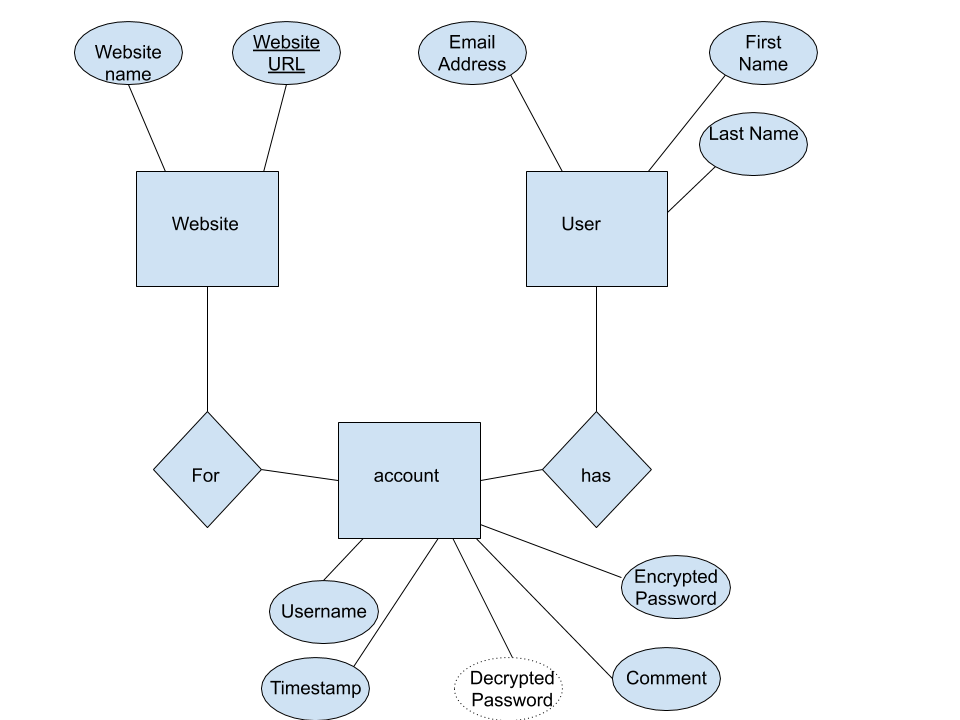 Website
name
Website
URL
Email
Address
First
Name
Last Name
Website
User
For
account
has
Encrypted
Password
Username
Timestamp
Decrypted
Password
Comment